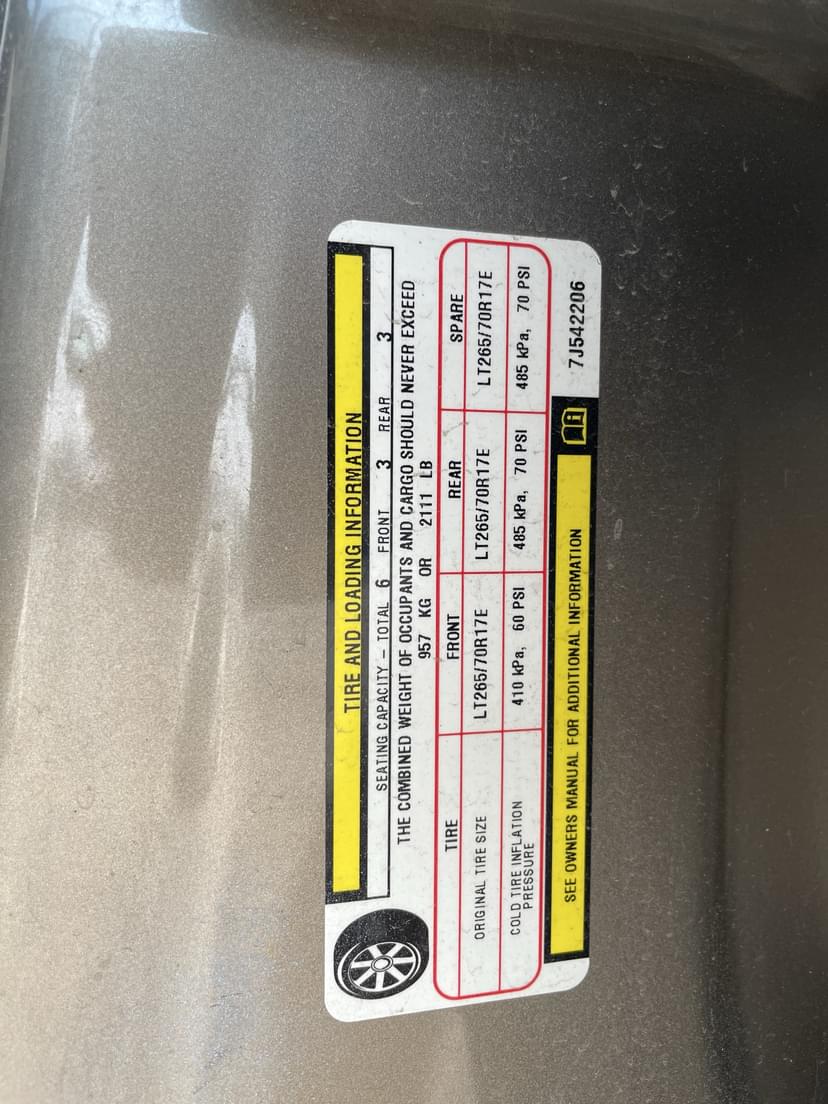 TIRE AND LOADING INFORMATION
SEATING CAPACITY – TOTAL 6 FRONT 3 REAR 3
THE COMBINED WEIGHT OF OCCUPANTS AND CARGO SHOULD NEVER EXCEED
957 KG OR 2111 LB
TIRE FRONT REAR SPARE
ORIGINAL TIRE SIZE LT265/70R17E LT265/70R17E LT265/70R17E
COLD TIRE INFLATION PRESSURE 410 kPa, 60 PSI 485 kPa, 70 PSI 485 kPa, 70 PSI
SEE OWNERS MANUAL FOR ADDITIONAL INFORMATION
7J542206